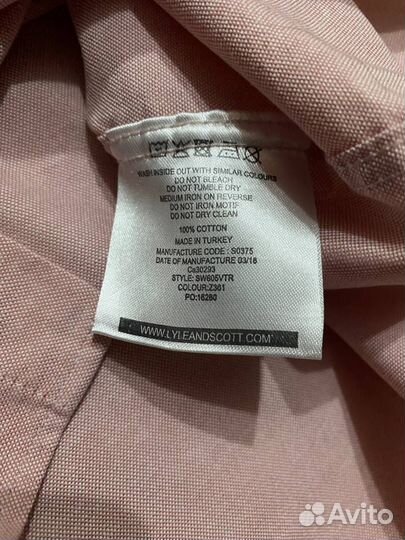 WASH INSIDE OUT WITH SIMILAR COLOURS
DO NOT BLEACH
DO NOT TUMBLE DRY
MEDIUM IRON ON REVERSE
DO NOT IRON MOTIF
DO NOT DRY CLEAN
100% COTTON
MADE IN TURKEY
MANUFACTURE CODE : S0375
DATE OF MANUFACTURE 03/16
Ca30293
STYLE: SW605VTR
COLOUR:Z361
PO:16280
WWW.LYLEANDSCOTT.COM
Avito